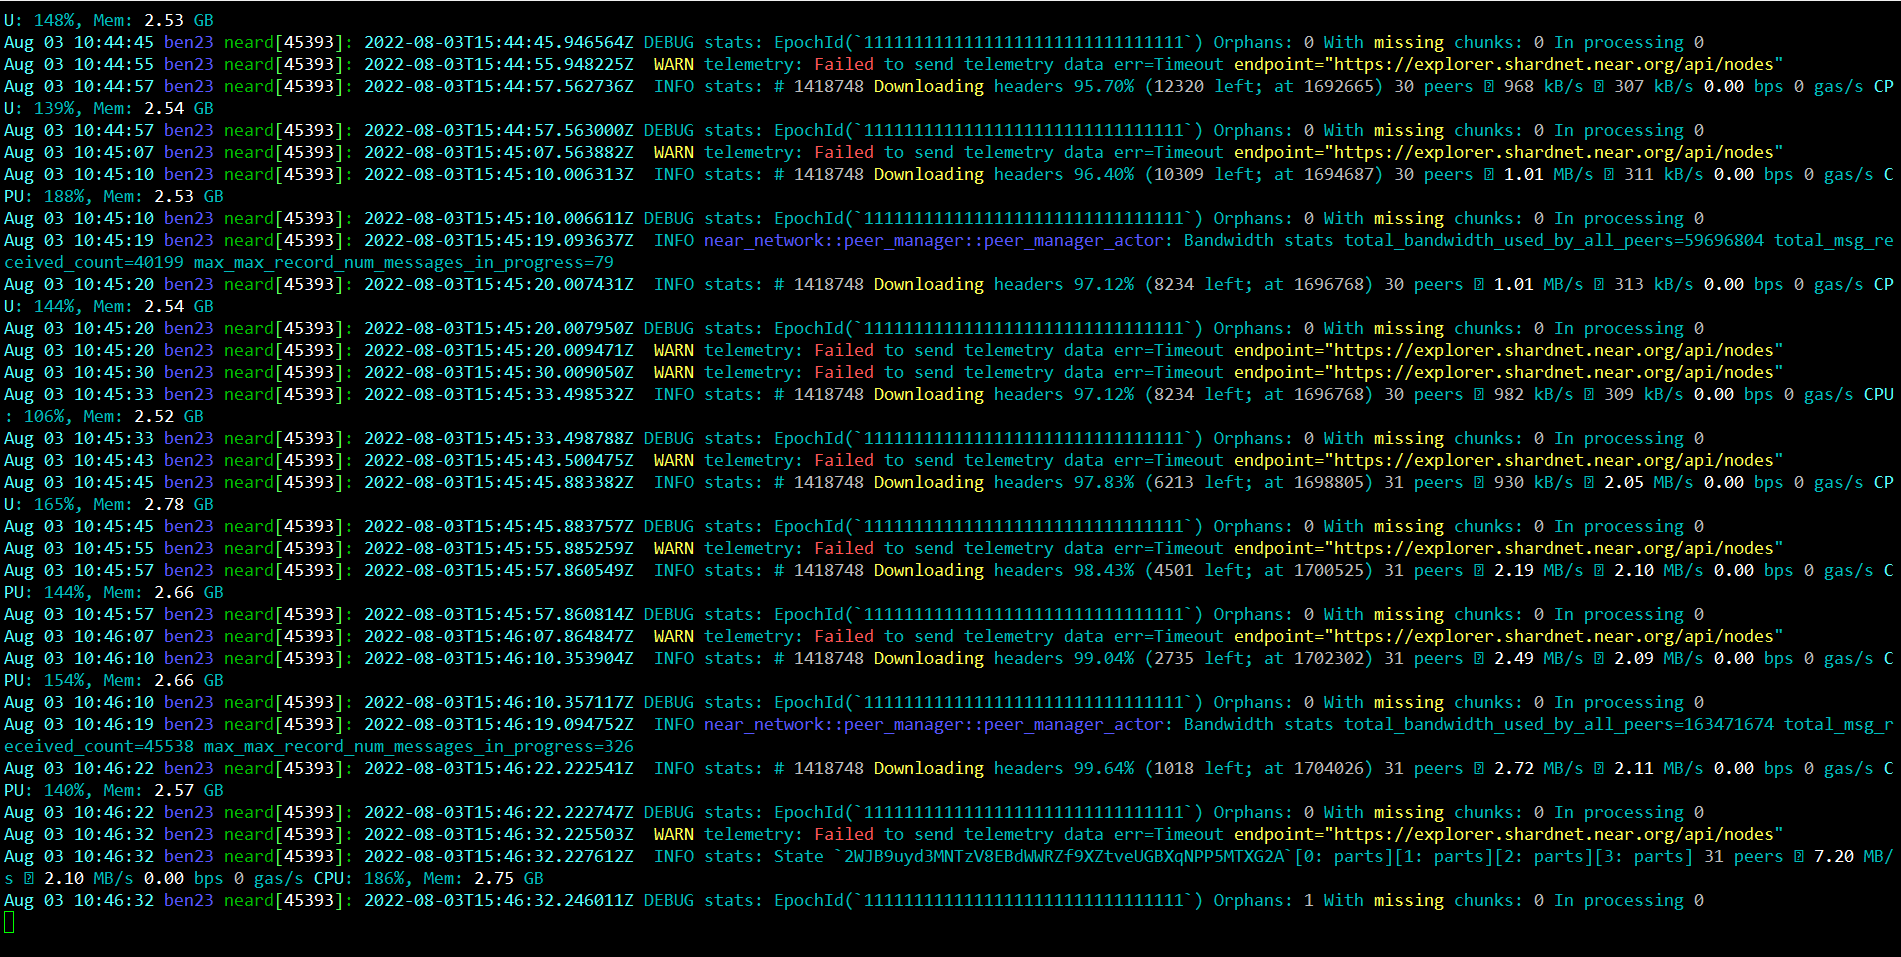 U: 148%, Mem: 2.53 GB
Aug 03 10:44:45 ben23 neard[45393]: 2022-08-03T15:44:45.946564Z DEBUG stats: EpochId(`11111111111111111111111111111111`) Orphans: 0 With missing chunks: 0 In processing 0
Aug 03 10:44:55 ben23 neard[45393]: 2022-08-03T15:44:55.948225Z  WARN telemetry: Failed to send telemetry data err=Timeout endpoint="https://explorer.shardnet.near.org/api/nodes"
Aug 03 10:44:57 ben23 neard[45393]: 2022-08-03T15:44:57.562736Z  INFO stats: # 1418748 Downloading headers 95.70% (12320 left; at 1692665) 30 peers  968 kB/s  307 kB/s 0.00 bps 0 gas/s CP
U: 139%, Mem: 2.54 GB
Aug 03 10:44:57 ben23 neard[45393]: 2022-08-03T15:44:57.563000Z DEBUG stats: EpochId(`11111111111111111111111111111111`) Orphans: 0 With missing chunks: 0 In processing 0
Aug 03 10:45:07 ben23 neard[45393]: 2022-08-03T15:45:07.563882Z  WARN telemetry: Failed to send telemetry data err=Timeout endpoint="https://explorer.shardnet.near.org/api/nodes"
Aug 03 10:45:10 ben23 neard[45393]: 2022-08-03T15:45:10.006313Z  INFO stats: # 1418748 Downloading headers 96.40% (10309 left; at 1694687) 30 peers  1.01 MB/s  311 kB/s 0.00 bps 0 gas/s C
PU: 188%, Mem: 2.53 GB
Aug 03 10:45:10 ben23 neard[45393]: 2022-08-03T15:45:10.006611Z DEBUG stats: EpochId(`11111111111111111111111111111111`) Orphans: 0 With missing chunks: 0 In processing 0
Aug 03 10:45:19 ben23 neard[45393]: 2022-08-03T15:45:19.093637Z  INFO near_network::peer_manager::peer_manager_actor: Bandwidth stats total_bandwidth_used_by_all_peers=59696804 total_msg_re
ceived_count=40199 max_max_record_num_messages_in_progress=79
Aug 03 10:45:20 ben23 neard[45393]: 2022-08-03T15:45:20.007431Z  INFO stats: # 1418748 Downloading headers 97.12% (8234 left; at 1696768) 30 peers  1.01 MB/s  313 kB/s 0.00 bps 0 gas/s CP
U: 144%, Mem: 2.54 GB
Aug 03 10:45:20 ben23 neard[45393]: 2022-08-03T15:45:20.007950Z DEBUG stats: EpochId(`11111111111111111111111111111111`) Orphans: 0 With missing chunks: 0 In processing 0
Aug 03 10:45:20 ben23 neard[45393]: 2022-08-03T15:45:20.009471Z  WARN telemetry: Failed to send telemetry data err=Timeout endpoint="https://explorer.shardnet.near.org/api/nodes"
Aug 03 10:45:30 ben23 neard[45393]: 2022-08-03T15:45:30.009050Z  WARN telemetry: Failed to send telemetry data err=Timeout endpoint="https://explorer.shardnet.near.org/api/nodes"
Aug 03 10:45:33 ben23 neard[45393]: 2022-08-03T15:45:33.498532Z  INFO stats: # 1418748 Downloading headers 97.12% (8234 left; at 1696768) 30 peers  982 kB/s  309 kB/s 0.00 bps 0 gas/s CPU
: 106%, Mem: 2.52 GB
Aug 03 10:45:33 ben23 neard[45393]: 2022-08-03T15:45:33.498788Z DEBUG stats: EpochId(`11111111111111111111111111111111`) Orphans: 0 With missing chunks: 0 In processing 0
Aug 03 10:45:43 ben23 neard[45393]: 2022-08-03T15:45:43.500475Z  WARN telemetry: Failed to send telemetry data err=Timeout endpoint="https://explorer.shardnet.near.org/api/nodes"
Aug 03 10:45:45 ben23 neard[45393]: 2022-08-03T15:45:45.883382Z  INFO stats: # 1418748 Downloading headers 97.83% (6213 left; at 1698805) 31 peers  930 kB/s  2.05 MB/s 0.00 bps 0 gas/s CP
U: 165%, Mem: 2.78 GB
Aug 03 10:45:45 ben23 neard[45393]: 2022-08-03T15:45:45.883757Z DEBUG stats: EpochId(`11111111111111111111111111111111`) Orphans: 0 With missing chunks: 0 In processing 0
Aug 03 10:45:55 ben23 neard[45393]: 2022-08-03T15:45:55.885259Z  WARN telemetry: Failed to send telemetry data err=Timeout endpoint="https://explorer.shardnet.near.org/api/nodes"
Aug 03 10:45:57 ben23 neard[45393]: 2022-08-03T15:45:57.860549Z  INFO stats: # 1418748 Downloading headers 98.43% (4501 left; at 1700525) 31 peers  2.19 MB/s  2.10 MB/s 0.00 bps 0 gas/s C
PU: 144%, Mem: 2.66 GB
Aug 03 10:45:57 ben23 neard[45393]: 2022-08-03T15:45:57.860814Z DEBUG stats: EpochId(`11111111111111111111111111111111`) Orphans: 0 With missing chunks: 0 In processing 0
Aug 03 10:46:07 ben23 neard[45393]: 2022-08-03T15:46:07.864847Z  WARN telemetry: Failed to send telemetry data err=Timeout endpoint="https://explorer.shardnet.near.org/api/nodes"
Aug 03 10:46:10 ben23 neard[45393]: 2022-08-03T15:46:10.353904Z  INFO stats: # 1418748 Downloading headers 99.04% (2735 left; at 1702302) 31 peers  2.49 MB/s  2.09 MB/s 0.00 bps 0 gas/s C
PU: 154%, Mem: 2.66 GB
Aug 03 10:46:10 ben23 neard[45393]: 2022-08-03T15:46:10.357117Z DEBUG stats: EpochId(`11111111111111111111111111111111`) Orphans: 0 With missing chunks: 0 In processing 0
Aug 03 10:46:19 ben23 neard[45393]: 2022-08-03T15:46:19.094752Z  INFO near_network::peer_manager::peer_manager_actor: Bandwidth stats total_bandwidth_used_by_all_peers=163471674 total_msg_r
eceived_count=45538 max_max_record_num_messages_in_progress=326
Aug 03 10:46:22 ben23 neard[45393]: 2022-08-03T15:46:22.222541Z  INFO stats: # 1418748 Downloading headers 99.64% (1018 left; at 1704026) 31 peers  2.72 MB/s  2.11 MB/s 0.00 bps 0 gas/s C
PU: 140%, Mem: 2.57 GB
Aug 03 10:46:22 ben23 neard[45393]: 2022-08-03T15:46:22.222747Z DEBUG stats: EpochId(`11111111111111111111111111111111`) Orphans: 0 With missing chunks: 0 In processing 0
Aug 03 10:46:32 ben23 neard[45393]: 2022-08-03T15:46:32.225503Z  WARN telemetry: Failed to send telemetry data err=Timeout endpoint="https://explorer.shardnet.near.org/api/nodes"
Aug 03 10:46:32 ben23 neard[45393]: 2022-08-03T15:46:32.227612Z  INFO stats: State `2WJB9uyd3MNTzV8EBdWWRZf9XZtveUGBXqNPP5MTXG2A`[0: parts][1: parts][2: parts][3: parts] 31 peers  7.20 MB/
s  2.10 MB/s 0.00 bps 0 gas/s CPU: 186%, Mem: 2.75 GB
Aug 03 10:46:32 ben23 neard[45393]: 2022-08-03T15:46:32.246011Z DEBUG stats: EpochId(`11111111111111111111111111111111`) Orphans: 1 With missing chunks: 0 In processing 0